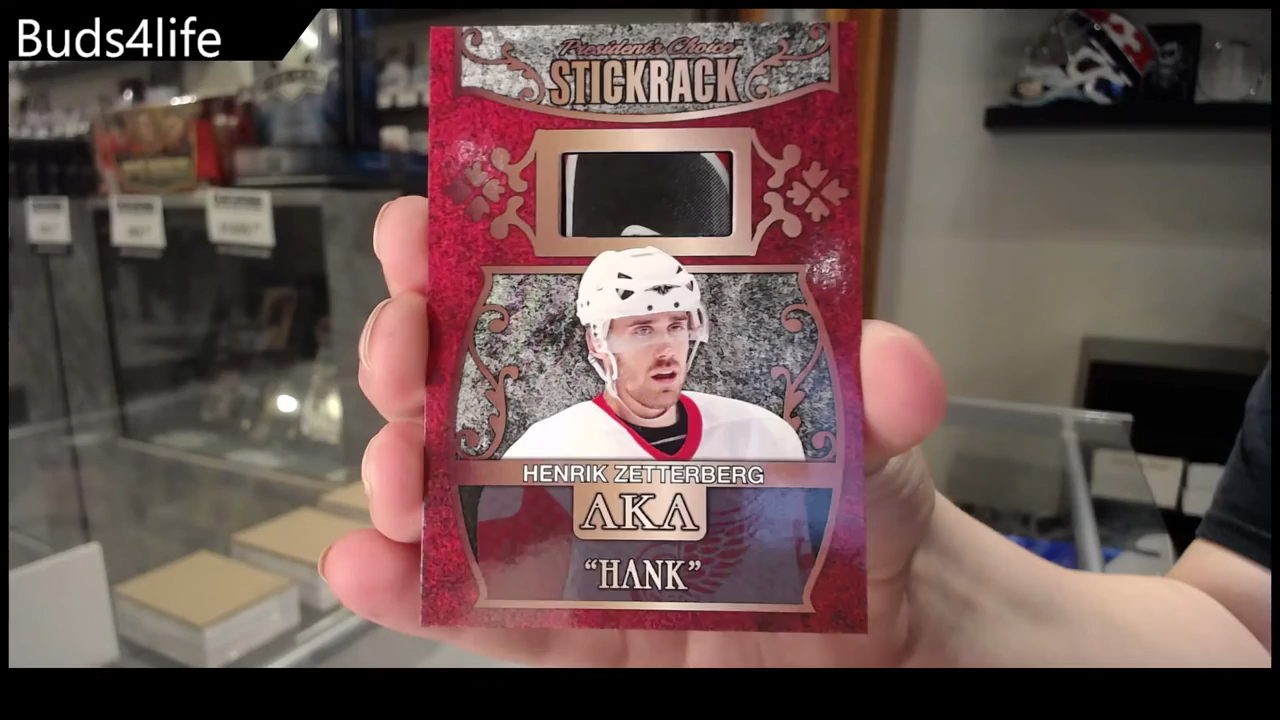 Buds4life
President's Choice
STICKRACK
HENRIK ZETTERBERG
AKA
“HANK”